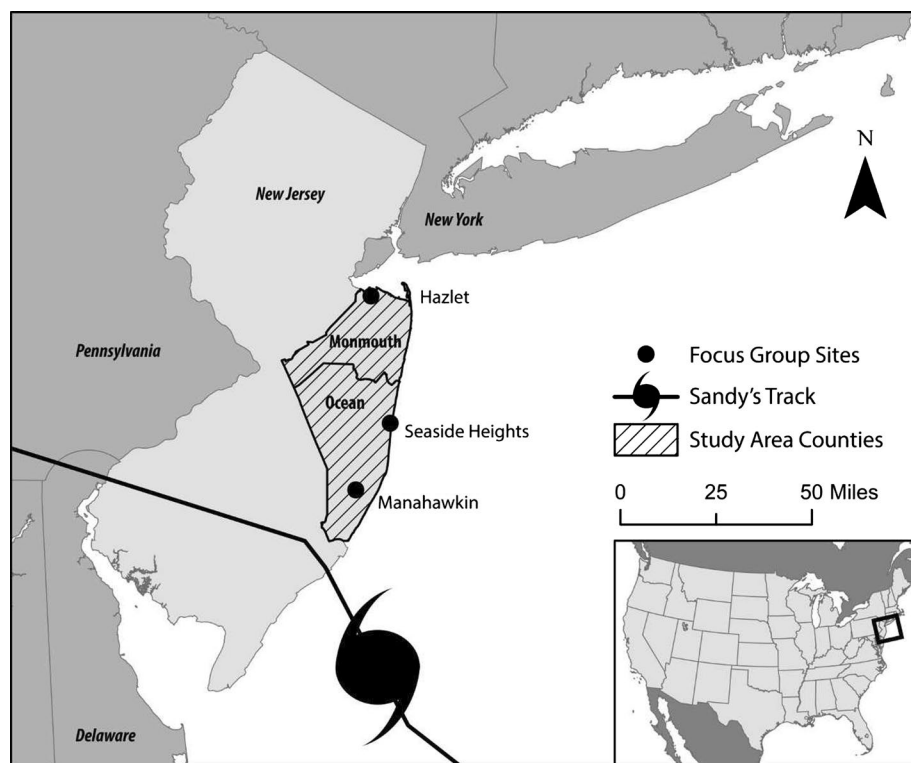 New Jersey
New York
N
Hazlet
Monmouth
Pennsylvania
Ocean
Seaside Heights
Manahawkin
Delaware
Focus Group Sites
Sandy's Track
Study Area Counties
0 25 50 Miles